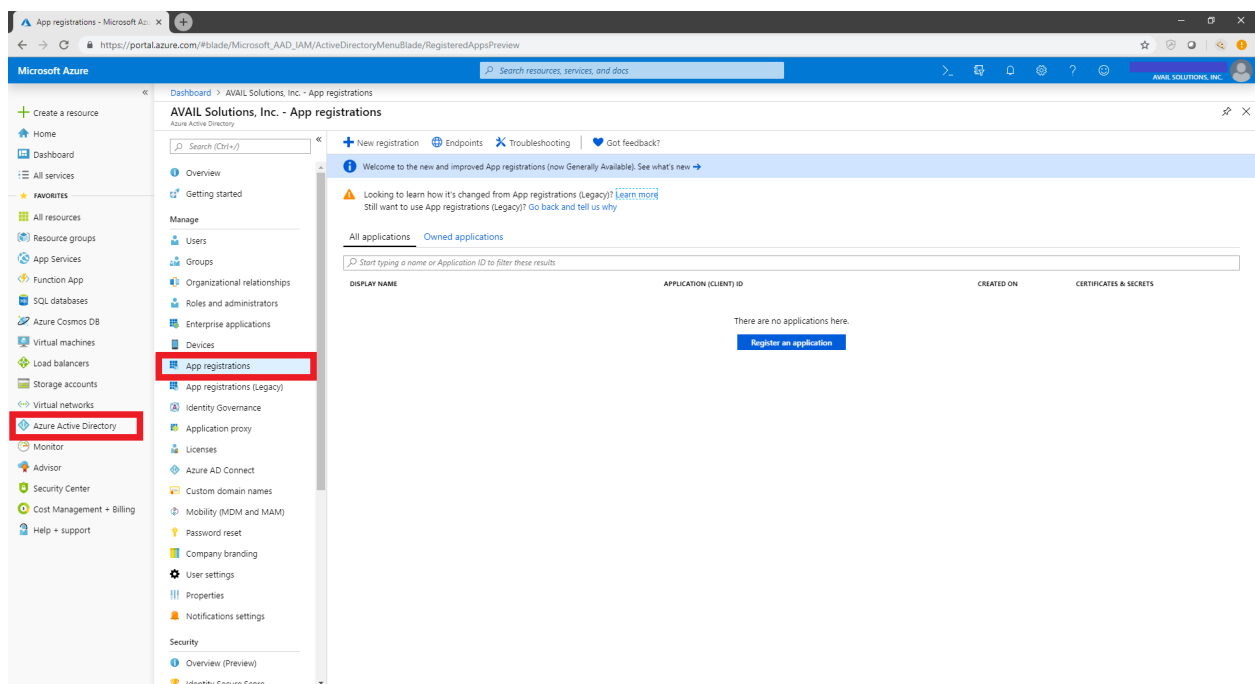 App registrations - Microsoft Azu
https://portal.azure.com/#blade/Microsoft_AAD_IAM/ActiveDirectoryMenuBlade/RegisteredAppsPreview
Microsoft Azure
Search resources, services, and docs
AVAIL SOLUTIONS, INC.
Create a resource
Home
Dashboard
All services
FAVORITES
All resources
Resource groups
App Services
Function App
SQL databases
Azure Cosmos DB
Virtual machines
Load balancers
Storage accounts
Virtual networks
Azure Active Directory
Monitor
Advisor
Security Center
Cost Management + Billing
Help + support
Dashboard > AVAIL Solutions, Inc. - App registrations
AVAIL Solutions, Inc. - App registrations
Azure Active Directory
Search (Ctrl+/)
Overview
Getting started
Manage
Users
Groups
Organizational relationships
Roles and administrators
Enterprise applications
Devices
App registrations
App registrations (Legacy)
Identity Governance
Application proxy
Licenses
Azure AD Connect
Custom domain names
Mobility (MDM and MAM)
Password reset
Company branding
User settings
Properties
Notifications settings
Security
Overview (Preview)
Identity Secure Score
New registration Endpoints Troubleshooting Got feedback?
Welcome to the new and improved App registrations (now Generally Available). See what's new →
Looking to learn how it's changed from App registrations (Legacy)? Learn more
Still want to use App registrations (Legacy)? Go back and tell us why
All applications Owned applications
Start typing a name or Application ID to filter these results
DISPLAY NAME APPLICATION (CLIENT) ID CREATED ON CERTIFICATES & SECRETS
There are no applications here.
Register an application